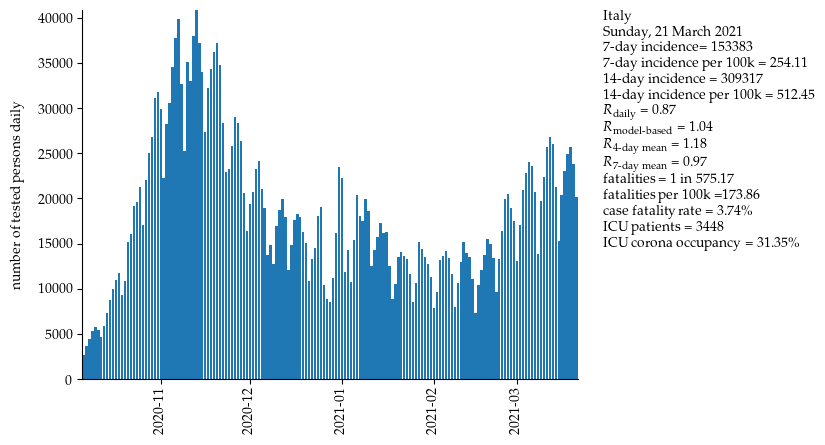 40000
35000
30000
25000
20000
15000
10000
5000
0
number of tested persons daily
2020-11
2020-12
2021-01
2021-02
2021-03
Italy
Sunday, 21 March 2021
7-day incidence= 153383
7-day incidence per 100k = 254.11
14-day incidence = 309317
14-day incidence per 100k = 512.45
R daily = 0.87
R model-based = 1.04
R 4-day mean = 1.18
R 7-day mean = 0.97
fatalities = 1 in 575.17
fatalities per 100k =173.86
case fatality rate = 3.74%
ICU patients = 3448
ICU corona occupancy = 31.35%